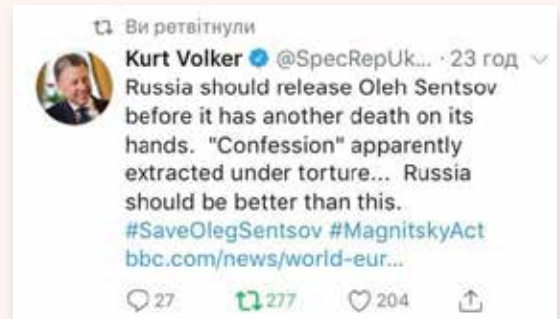 Ви ретвітнули
Kurt Volker @SpecRepUk... · 23 год
Russia should release Oleh Sentsov
before it has another death on its
hands. "Confession" apparently
extracted under torture... Russia
should be better than this.
#SaveOlegSentsov #MagnitskyAct
bbc.com/news/world-eur...
27 277 204